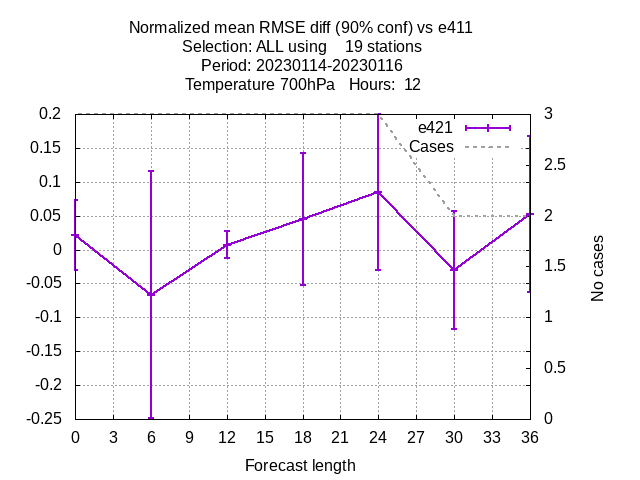 Normalized mean RMSE diff (90% conf) vs e411
Selection: ALL using    19 stations
Period: 20230114-20230116
Temperature 700hPa   Hours:  12
0.2
0.15
0.1
0.05
0
-0.05
-0.1
-0.15
-0.2
-0.25
3
2.5
2
1.5
1
0.5
0
e421
Cases
No cases
0 3 6 9 12 15 18 21 24 27 30 33 36
Forecast length